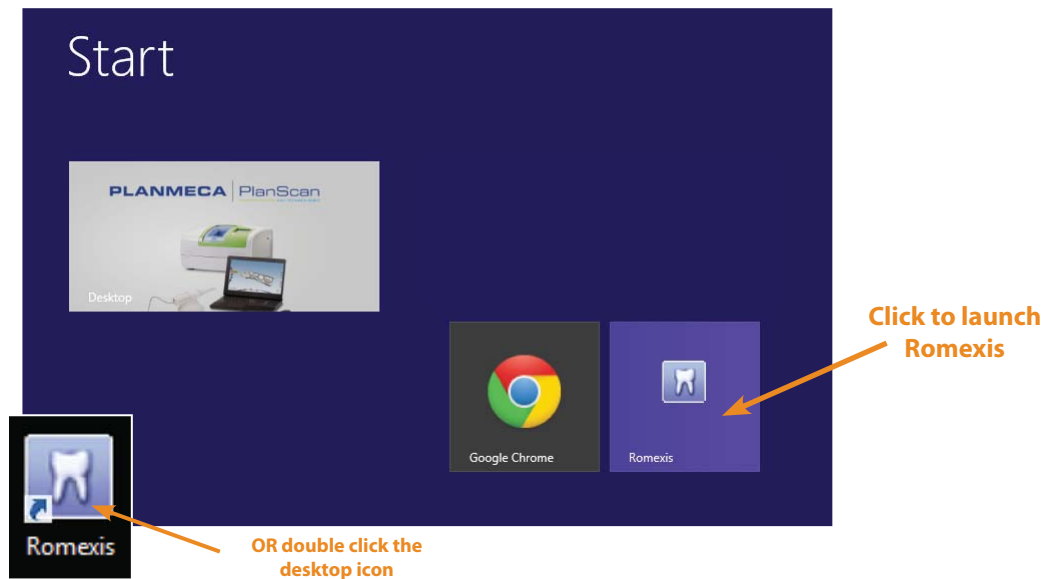 Start
PLANMECA PlanScan
Desktop
Click to launch
Romexis
Google Chrome
Romexis
Romexis
OR double click the
desktop icon